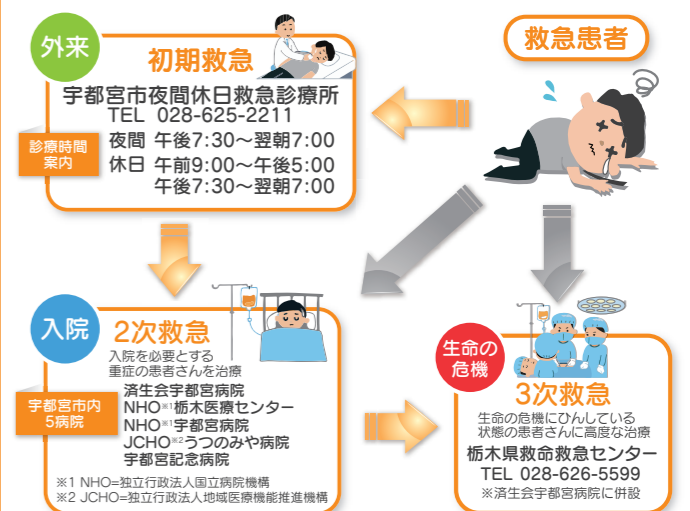 外来
初期救急
救急患者
宇都宮市夜間休日救急診療所
TEL 028-625-2211
診療時間
案内
夜間 午後7:30～翌朝7:00
休日 午前9:00～午後5:00
午後7:30～翌朝7:00
入院
2次救急
入院を必要とする
重症の患者さんを治療
宇都宮市内
5病院
済生会宇都宮病院
NHO※1栃木医療センター
NHO※1宇都宮病院
JCHO※2うつのみや病院
宇都宮記念病院
※1 NHO=独立行政法人国立病院機構
※2 JCHO=独立行政法人地域医療機能推進機構
生命の
危機
3次救急
生命の危機にひんしている
状態の患者さんに高度な治療
栃木県救命救急センター
TEL 028-626-5599
※済生会宇都宮病院に併設